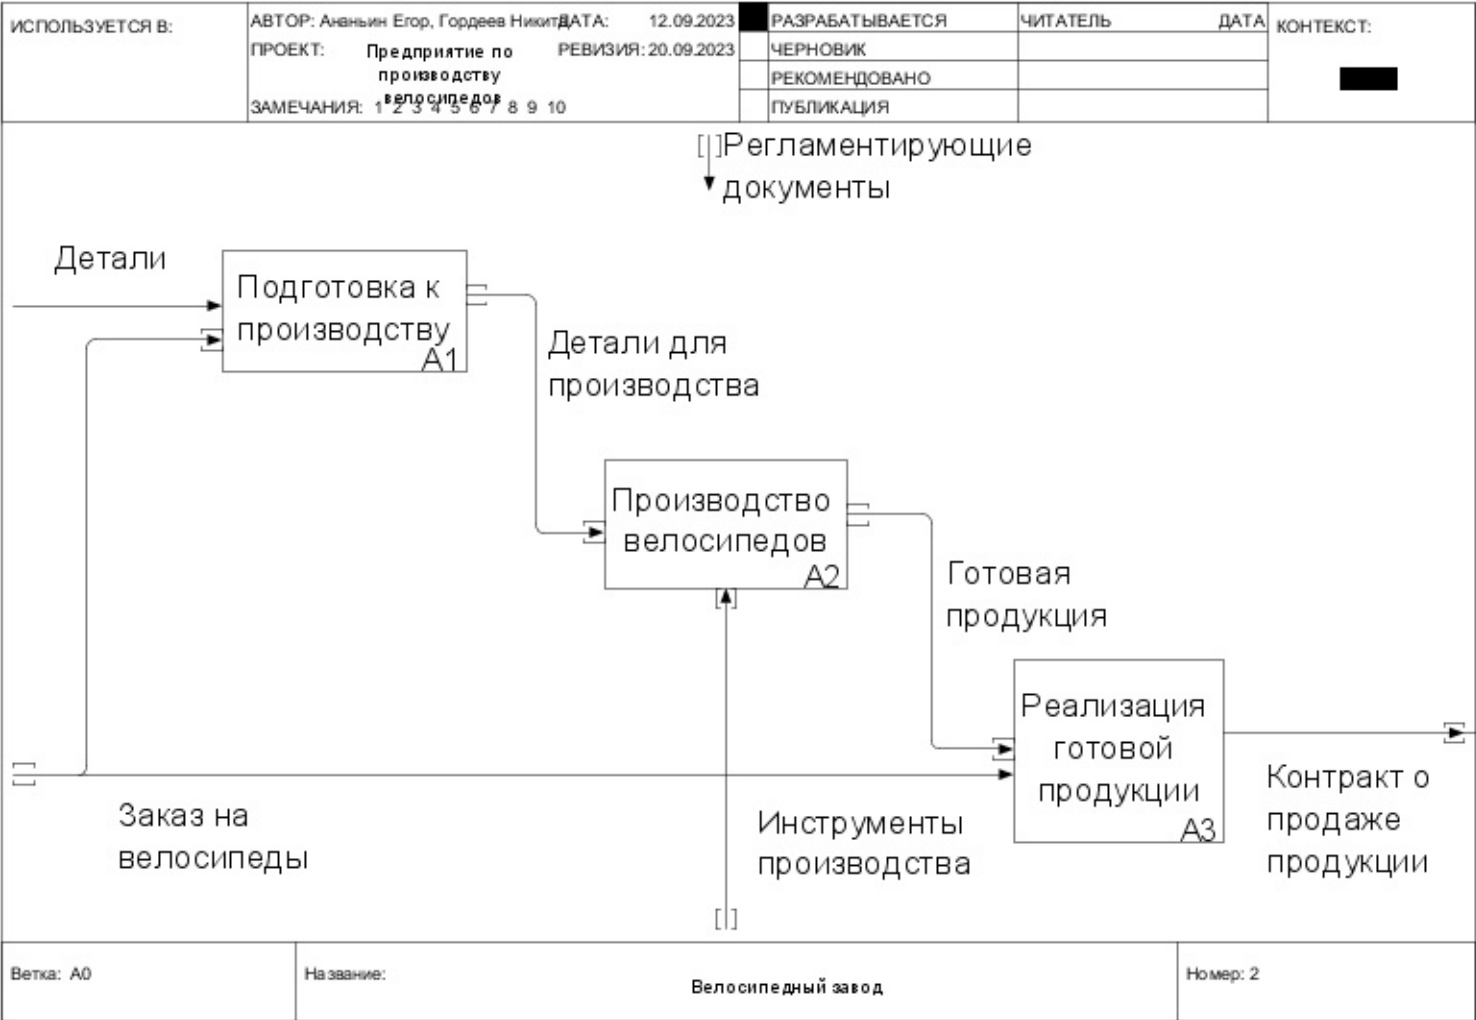 ИСПОЛЬЗУЕТСЯ В:
АВТОР: Ананьин Егор, Гордеев Никита
ДАТА: 12.09.2023
ПРОЕКТ: Предприятие по
производству
велосипедов
РЕВИЗИЯ: 20.09.2023
ЗАМЕЧАНИЯ: 1 2 3 4 5 6 7 8 9 10
РАЗРАБАТЫВАЕТСЯ
ЧЕРНОВИК
РЕКОМЕНДОВАНО
ПУБЛИКАЦИЯ
ЧИТАТЕЛЬ ДАТА
КОНТЕКСТ:
Регламентирующие
документы
Детали
Подготовка к
производству
A1
Детали для
производства
Производство
велосипедов
A2
Готовая
продукция
Реализация
готовой
продукции
A3
Заказ на
велосипеды
Инструменты
производства
Контракт о
продаже
продукции
Ветка: A0
Название:
Велосипедный завод
Номер: 2